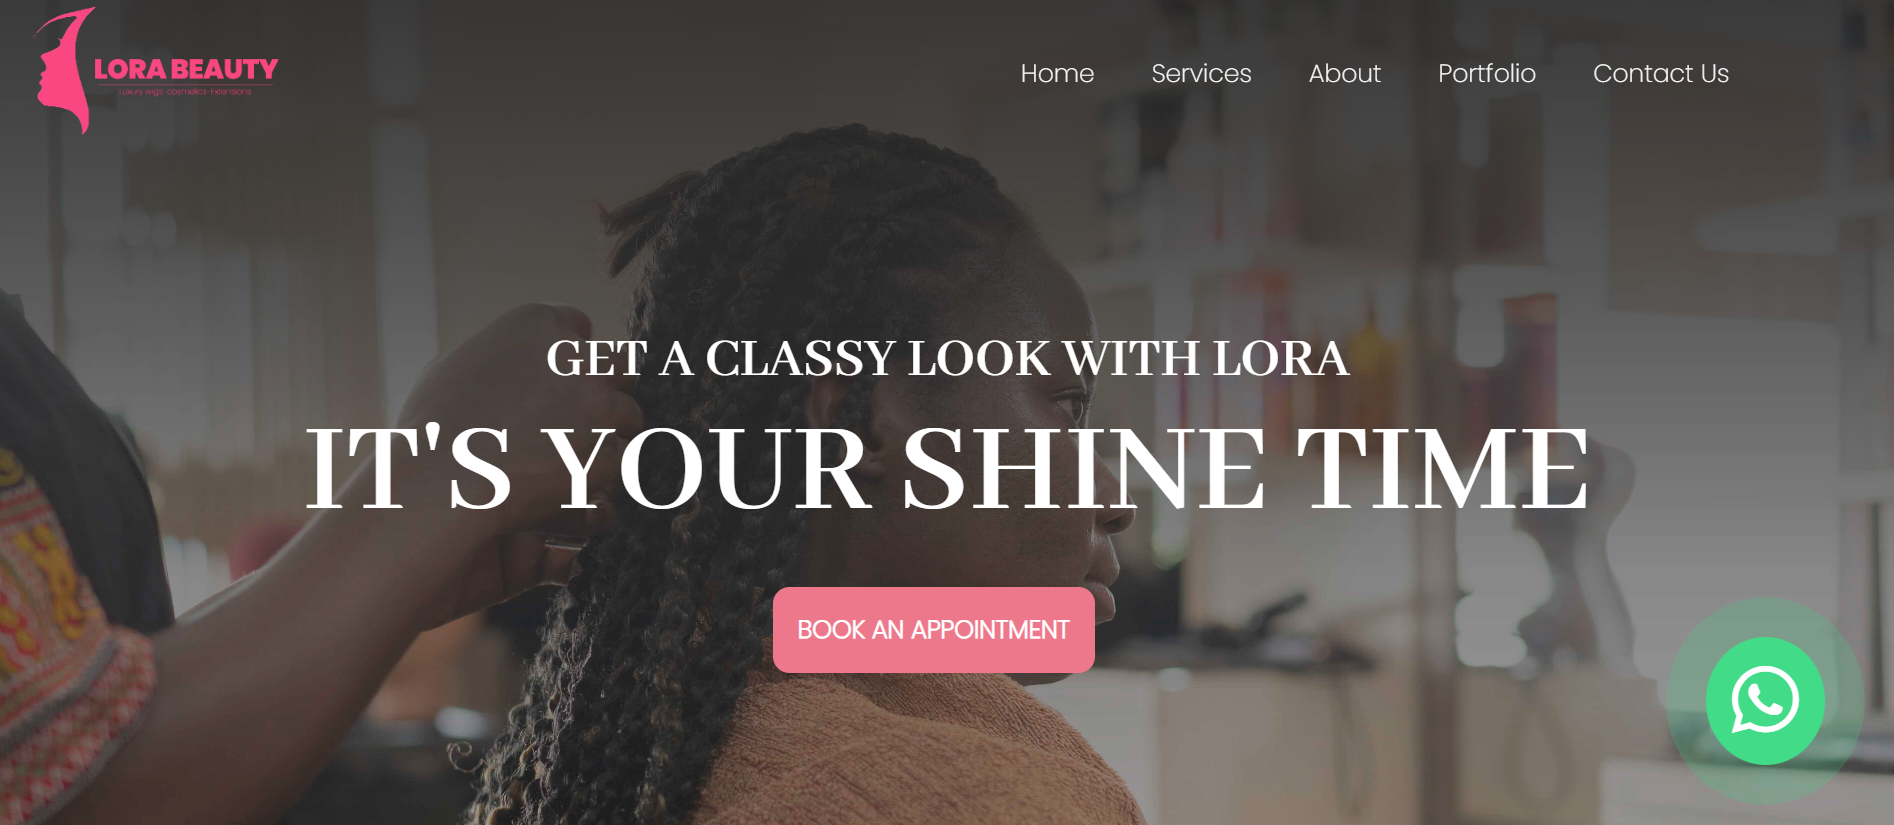 LORA BEAUTY
Luxury wigs cosmetics Extensions
Home Services About Portfolio Contact Us
GET A CLASSY LOOK WITH LORA
IT'S YOUR SHINE TIME
BOOK AN APPOINTMENT